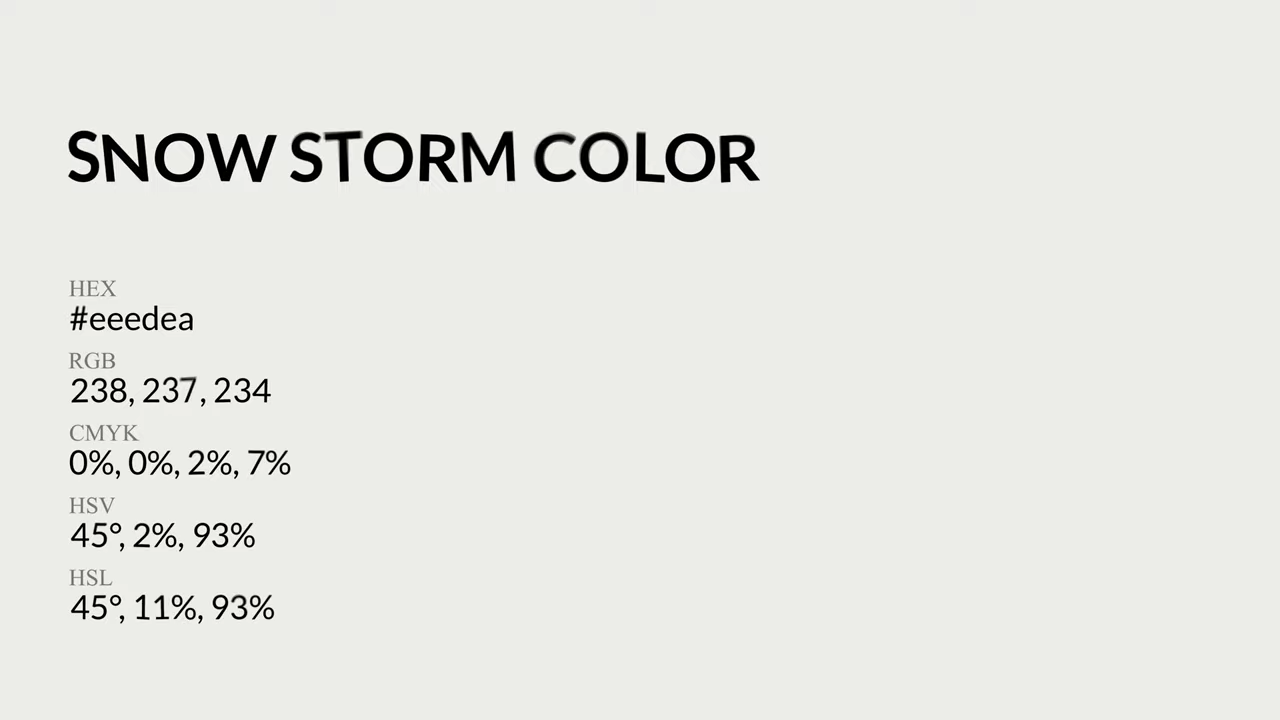 SNOW STORM COLOR
HEX
#eeedea
RGB
238, 237, 234
CMYK
0%, 0%, 2%, 7%
HSV
45°, 2%, 93%
HSL
45°, 11%, 93%